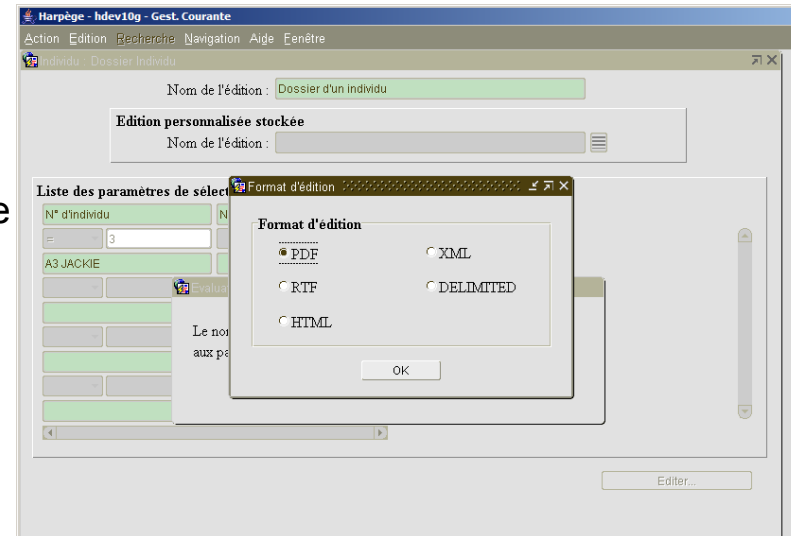 Harpège - hdev10g - Gest. Courante
Action Edition Recherche Navigation Aide Fenêtre
Individu : Dossier Individu
Nom de l'édition : Dossier d'un individu
Edition personnalisée stockée
Nom de l'édition :
Liste des paramètres de sélect
N° d'individu N
= 3
A3 JACKIE
Format d'édition
Format d'édition
PDF XML
RTF DELIMITED
HTML
OK
Evalua
Le nor
aux pa
Editer...
e